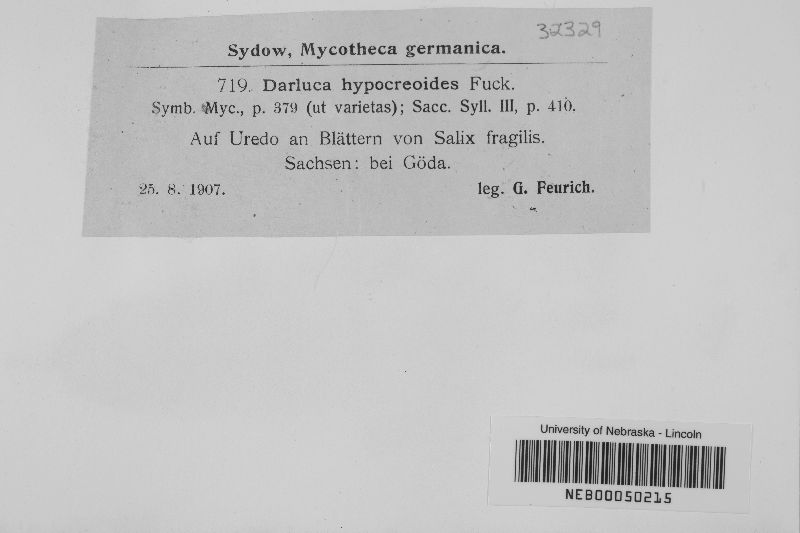 32329
Sydow, Mycotheca germanica.
719. Darluca hypocreoides Fuck.
Symb. Myc., p. 379 (ut varietas); Sacc. Syll. III, p. 410.
Auf Uredo an Blättern von Salix fragilis.
Sachsen: bei Göda.
25. 8. 1907. leg. G. Feurich.
University of Nebraska - Lincoln
NEB00050215